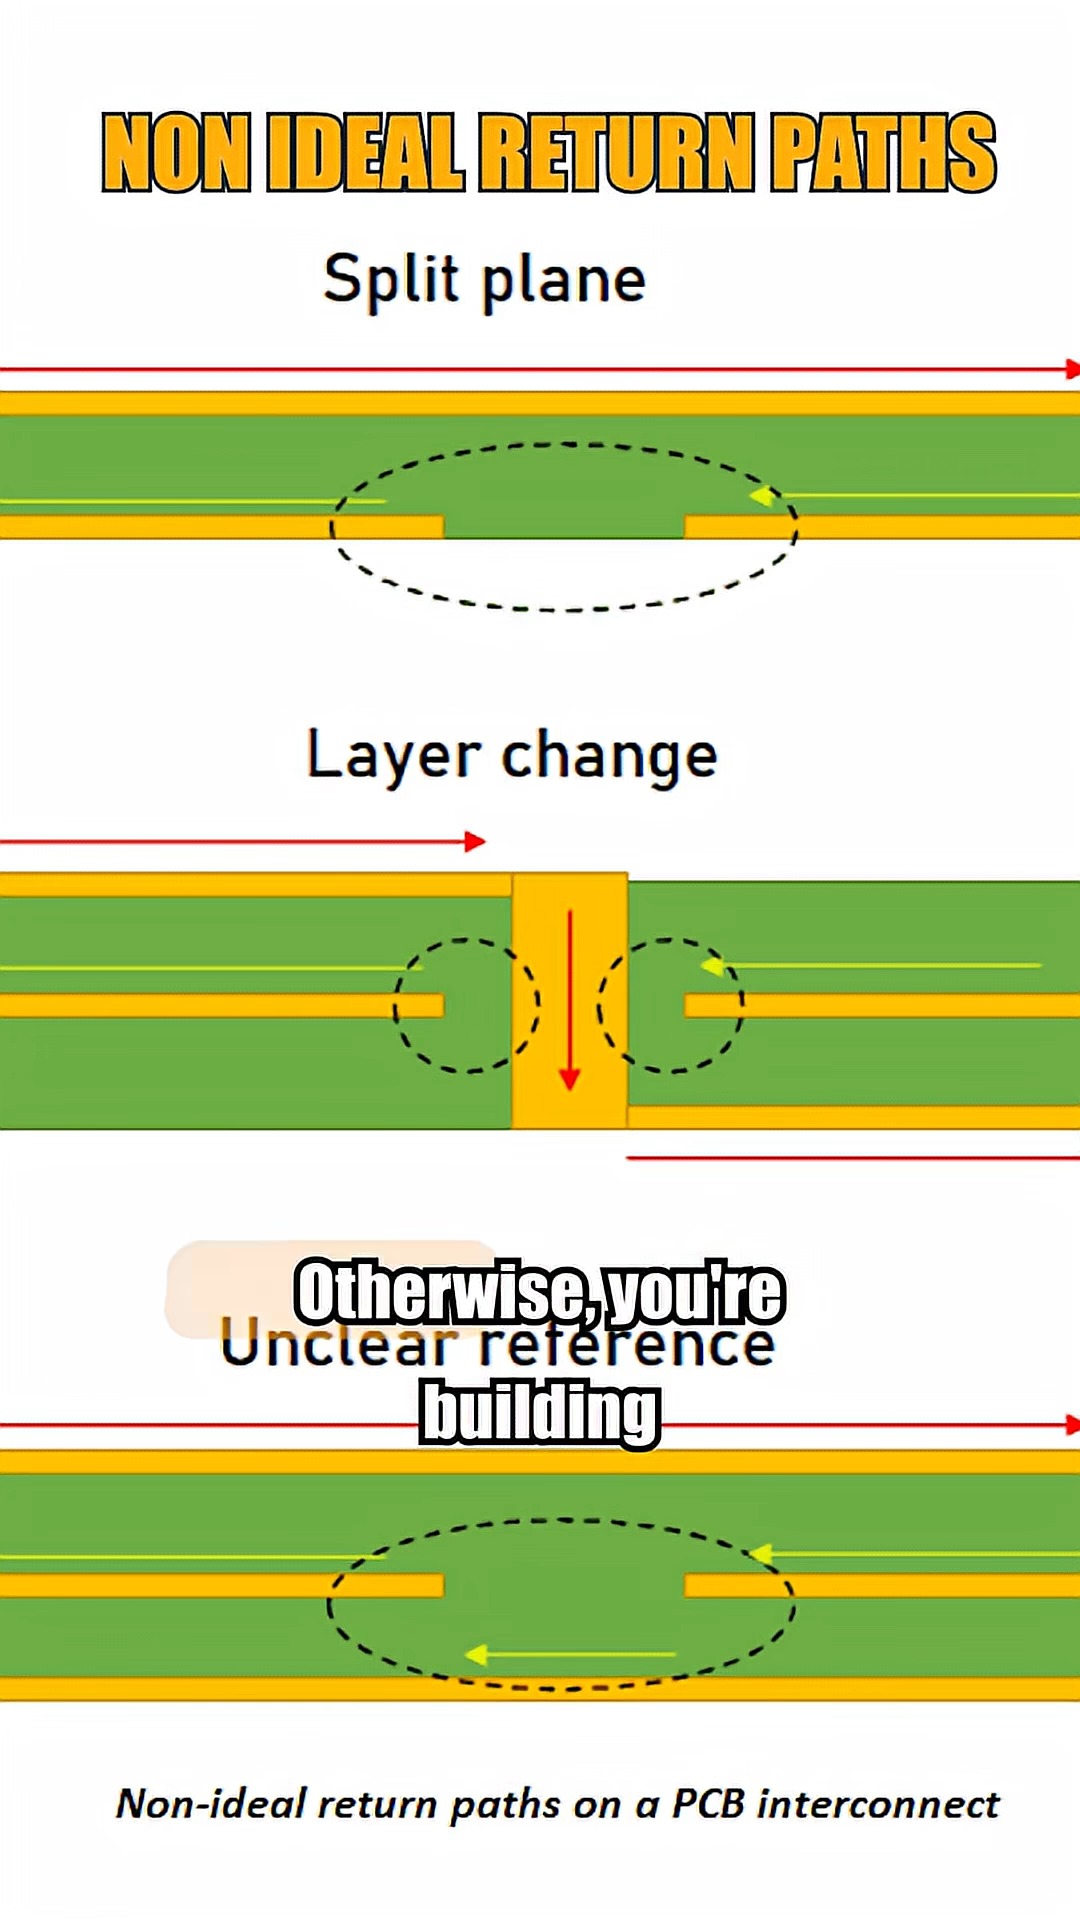 NON IDEAL RETURN PATHS
Split plane
Layer change
Otherwise, you're
Unclear reference
building
Non-ideal return paths on a PCB interconnect